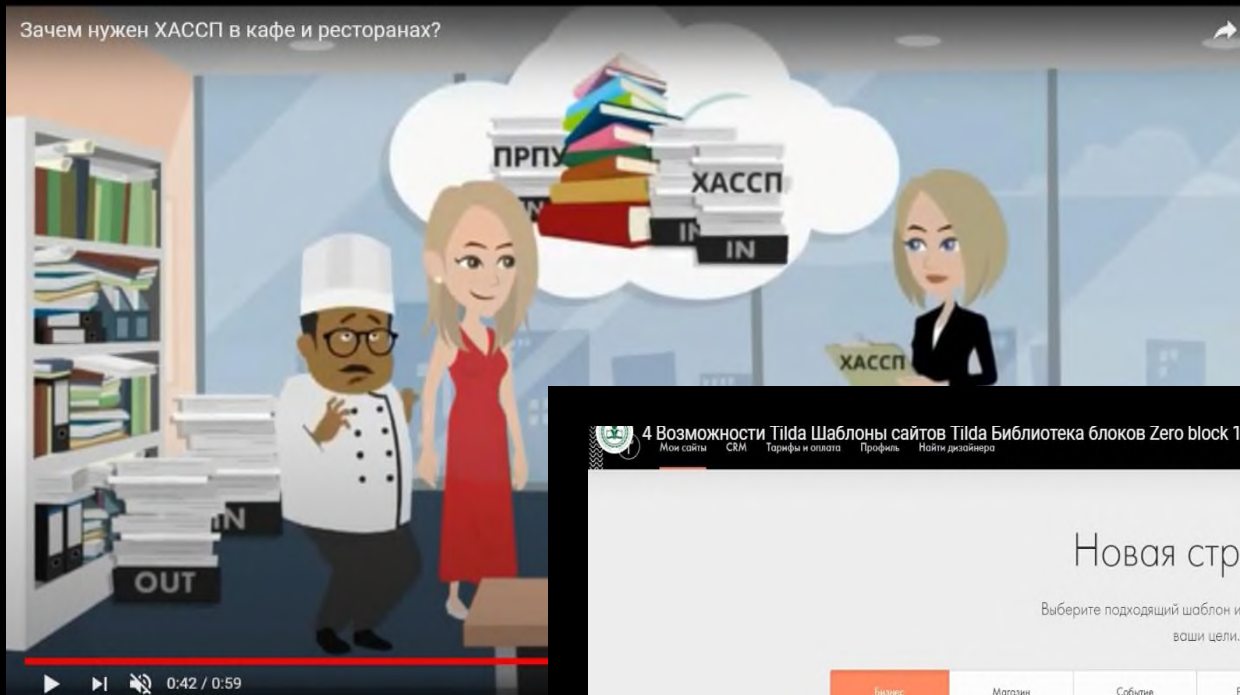 Зачем нужен ХАССП в кафе и ресторанах?
ПРПУ
ХАССП
IN
IN
IN
ХАССП
IN
OUT
0:42 / 0:59
4 Возможности Tilda Шаблоны сайтов Tilda Библиотека блоков Zero block 1
Мои сайты CRM Тарифы и оплата Профиль Найти дизайнера
Новая стр
Выберите подходящий шаблон и
ваши цели.
Бизнес Магазин Событие